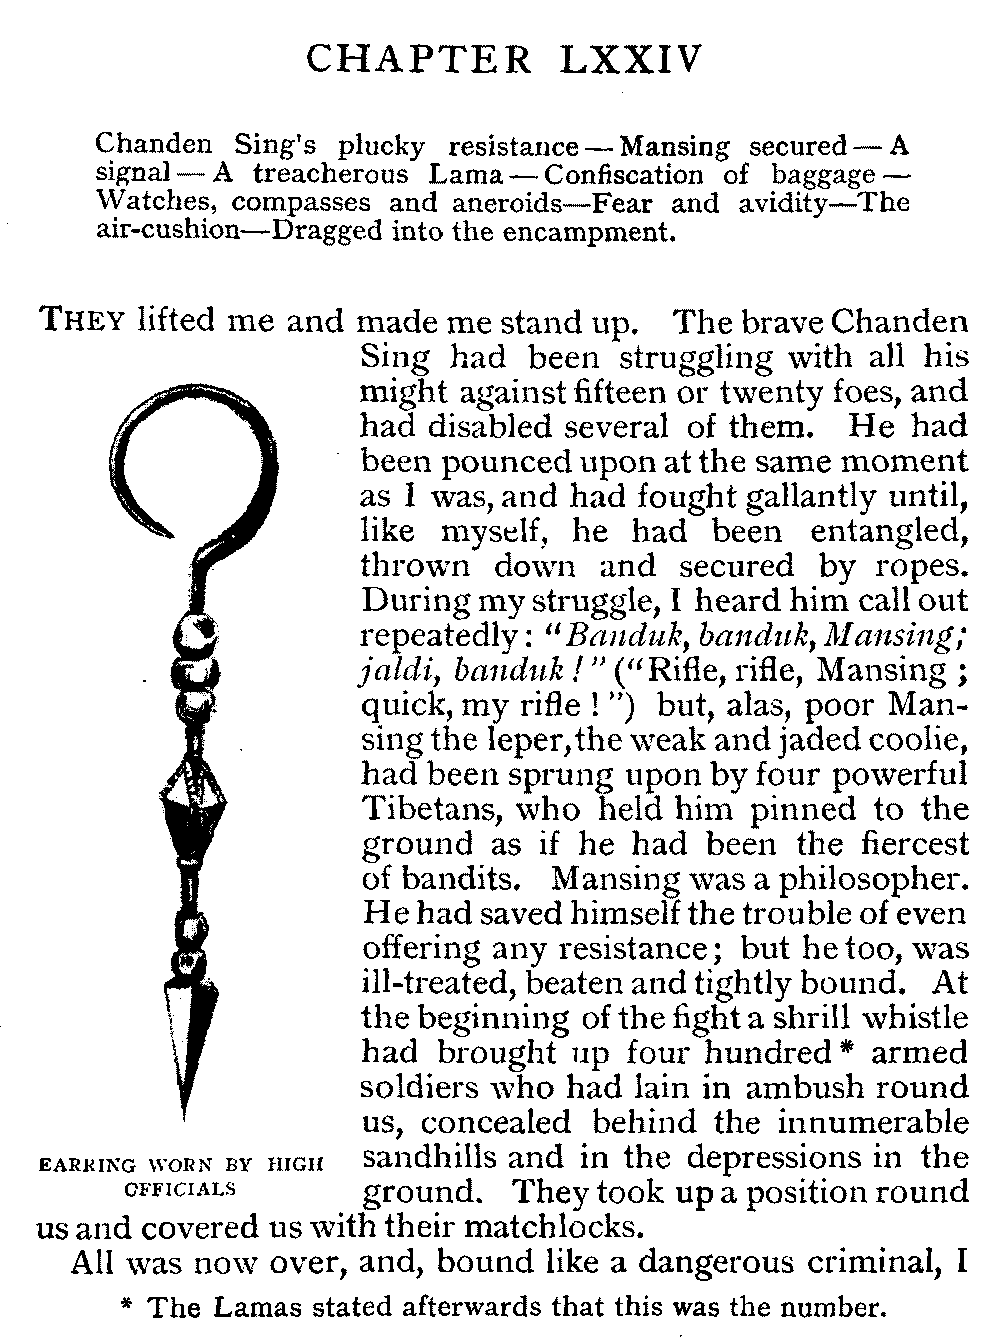 CHAPTER LXXIV
Chanden Sing's plucky resistance — Mansing secured — A
signal — A treacherous Lama — Confiscation of baggage —
Watches, compasses and aneroids—Fear and avidity—The
air-cushion—Dragged into the encampment.
THEY lifted me and made me stand up. The brave Chanden
Sing had been struggling with all his
might against fifteen or twenty foes, and
had disabled several of them. He had
been pounced upon at the same moment
as I was, and had fought gallantly until,
like myself, he had been entangled,
thrown down and secured by ropes.
During my struggle, I heard him call out
repeatedly: "Banduk, banduk, Mansing;
jaldi, banduk!" ("Rifle, rifle, Mansing;
quick, my rifle!") but, alas, poor Man-
sing the leper, the weak and jaded coolie,
had been sprung upon by four powerful
Tibetans, who held him pinned to the
ground as if he had been the fiercest
of bandits. Mansing was a philosopher.
He had saved himself the trouble of even
offering any resistance; but he too, was
ill-treated, beaten and tightly bound. At
the beginning of the fight a shrill whistle
had brought up four hundred* armed
soldiers who had lain in ambush round
us, concealed behind the innumerable
sandhills and in the depressions in the
ground. They took up a position round
us and covered us with their matchlocks.
EARRING WORN BY HIGH
OFFICIALS
All was now over, and, bound like a dangerous criminal, I
* The Lamas stated afterwards that this was the number.